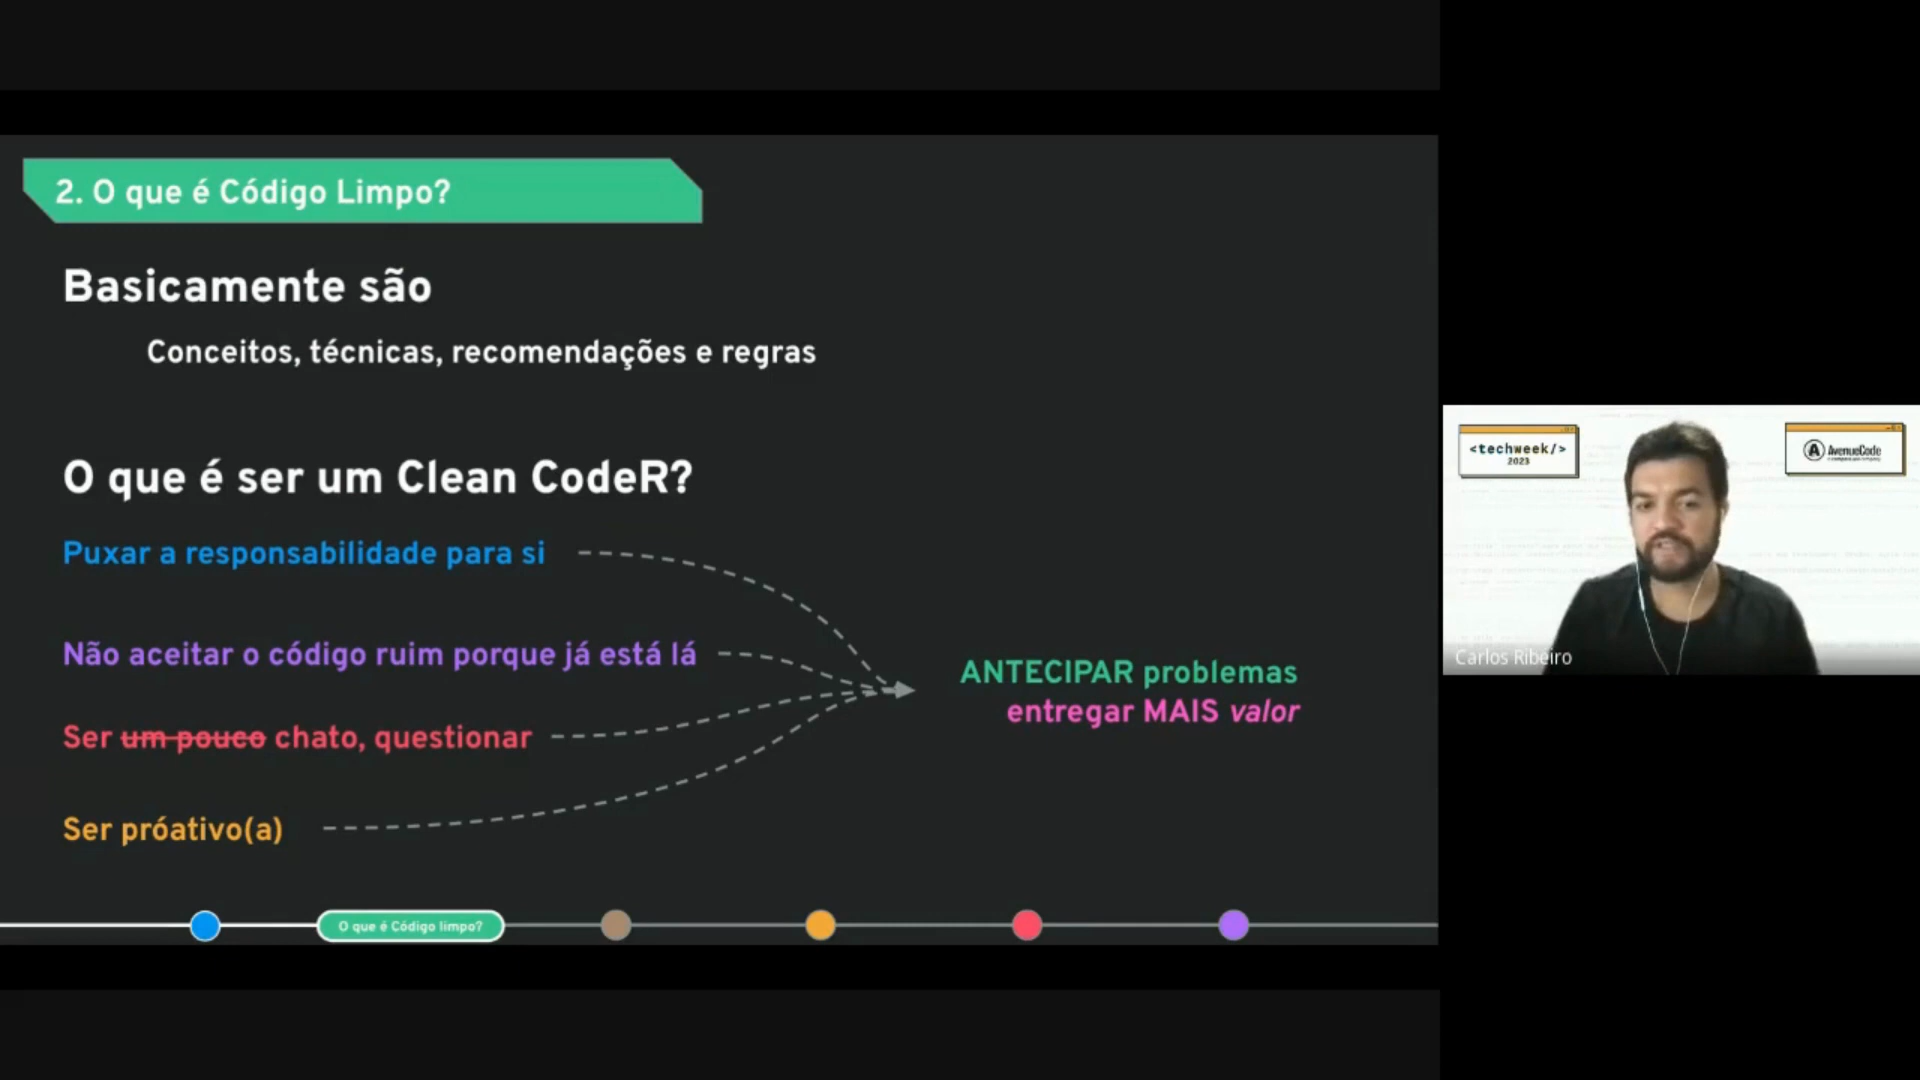 2. O que é Código Limpo?
Basicamente são
Conceitos, técnicas, recomendações e regras
O que é ser um Clean CodeR?
Puxar a responsabilidade para si
Não aceitar o código ruim porque já está lá
Ser um pouco chato, questionar
Ser próativo(a)
ANTECIPAR problemas
entregar MAIS valor
O que é Código limpo?
<techweek/>
2023
AvenueCode
Carlos Ribeiro